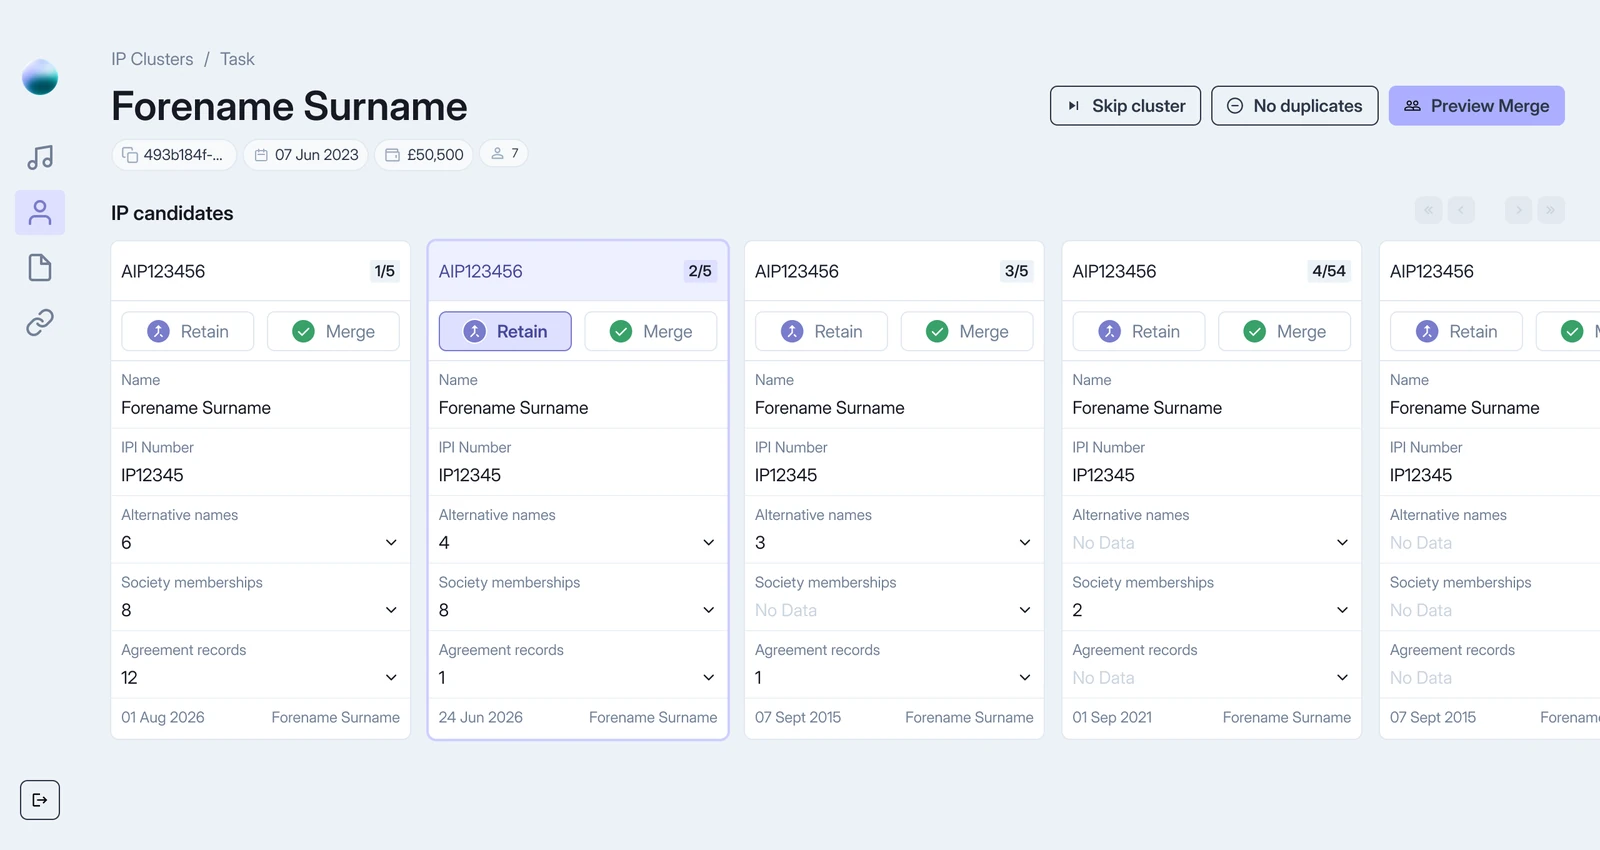 IP Clusters / Task
Forename Surname
Skip cluster
No duplicates
Preview Merge
493b184f-...
07 Jun 2023
£50,500
7
IP candidates
AIP123456
1/5
Retain
Merge
Name
Forename Surname
IPI Number
IP12345
Alternative names
6
Society memberships
8
Agreement records
12
01 Aug 2026
Forename Surname
AIP123456
2/5
Retain
Merge
Name
Forename Surname
IPI Number
IP12345
Alternative names
4
Society memberships
8
Agreement records
1
24 Jun 2026
Forename Surname
AIP123456
3/5
Retain
Merge
Name
Forename Surname
IPI Number
IP12345
Alternative names
3
Society memberships
No Data
Agreement records
1
07 Sept 2015
Forename Surname
AIP123456
4/54
Retain
Merge
Name
Forename Surname
IPI Number
IP12345
Alternative names
No Data
Society memberships
2
Agreement records
No Data
01 Sep 2021
Forename Surname
AIP123456
Retain
Name
Forename Surname
IPI Number
IP12345
Alternative names
No Data
Society memberships
No Data
Agreement records
No Data
07 Sept 2015